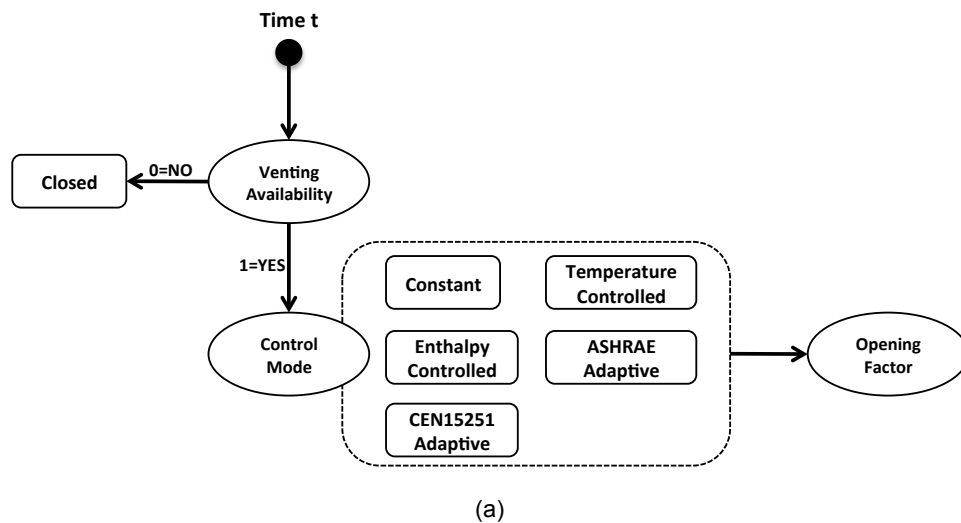 Time t
0=NO
Closed
Venting
Availability
1=YES
Control
Mode
Constant
Temperature
Controlled
Enthalpy
Controlled
ASHRAE
Adaptive
CEN15251
Adaptive
Opening
Factor
(a)